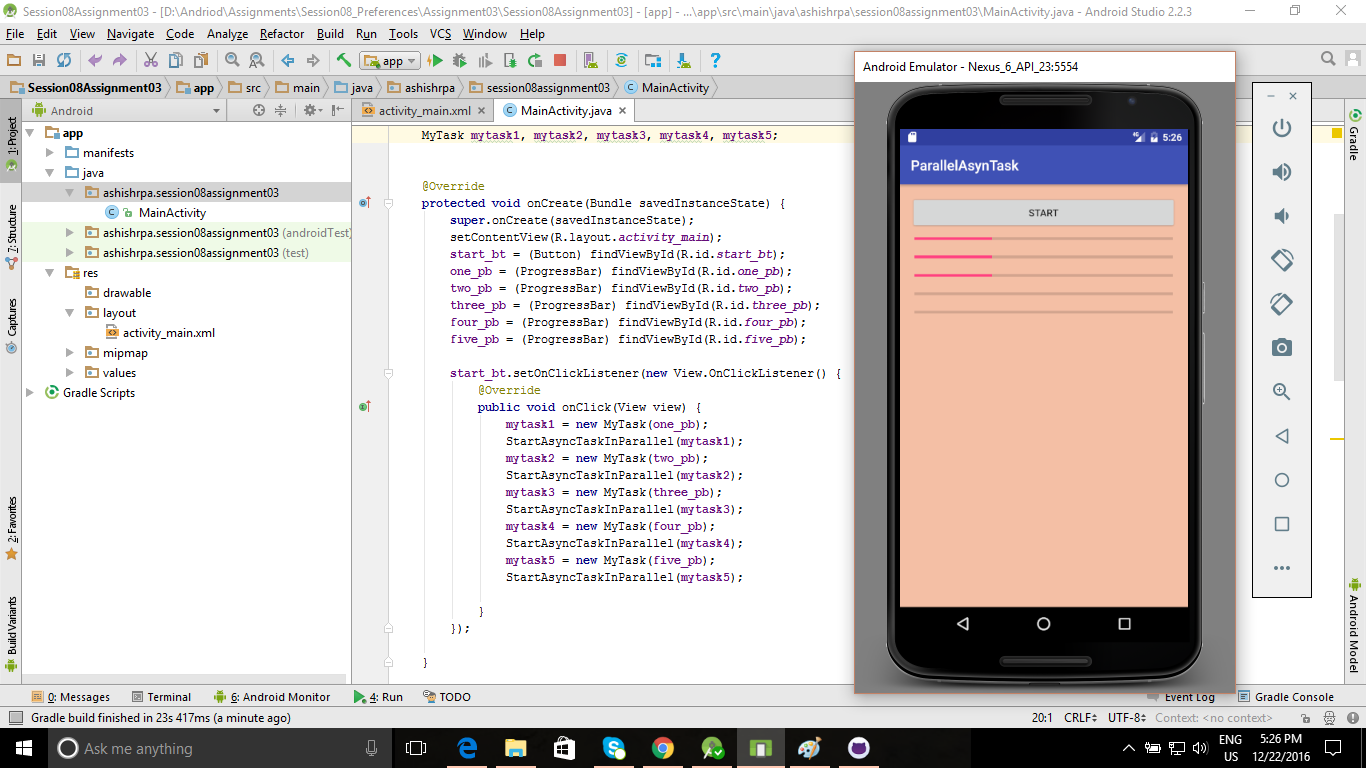 Session08Assignment03 - [D:\Andriod\Assignments\Session08_Preferences\Assignment03\Session08Assignment03] - [app] - ...\app\src\main\java\ashishrpa\session08assignment03\MainActivity.java - Android Studio 2.2.3
File Edit View Navigate Code Analyze Refactor Build Run Tools VCS Window Help
app
Session08Assignment03 app src main java ashishrpa session08assignment03 MainActivity
Android
activity_main.xml MainActivity.java
1: Project
7: Structure
Captures
2: Favorites
Build Variants
app
manifests
java
ashishrpa.session08assignment03
MainActivity
ashishrpa.session08assignment03 (androidTest)
ashishrpa.session08assignment03 (test)
res
drawable
layout
activity_main.xml
mipmap
values
Gradle Scripts
MyTask mytask1, mytask2, mytask3, mytask4, mytask5;
@Override
protected void onCreate(Bundle savedInstanceState) {
super.onCreate(savedInstanceState);
setContentView(R.layout.activity_main);
start_bt = (Button) findViewById(R.id.start_bt);
one_pb = (ProgressBar) findViewById(R.id.one_pb);
two_pb = (ProgressBar) findViewById(R.id.two_pb);
three_pb = (ProgressBar) findViewById(R.id.three_pb);
four_pb = (ProgressBar) findViewById(R.id.four_pb);
five_pb = (ProgressBar) findViewById(R.id.five_pb);
start_bt.setOnClickListener(new View.OnClickListener() {
@Override
public void onClick(View view) {
mytask1 = new MyTask(one_pb);
StartAsyncTaskInParallel(mytask1);
mytask2 = new MyTask(two_pb);
StartAsyncTaskInParallel(mytask2);
mytask3 = new MyTask(three_pb);
StartAsyncTaskInParallel(mytask3);
mytask4 = new MyTask(four_pb);
StartAsyncTaskInParallel(mytask4);
mytask5 = new MyTask(five_pb);
StartAsyncTaskInParallel(mytask5);
}
});
}
Android Emulator - Nexus_6_API_23:5554
5:26
ParallelAsynTask
START
Gradle
Android Model
0: Messages Terminal 6: Android Monitor 4: Run TODO Event Log Gradle Console
Gradle build finished in 23s 417ms (a minute ago) 20:1 CRLF UTF-8 Context: <no context>
Ask me anything
ENG 5:26 PM
US 12/22/2016